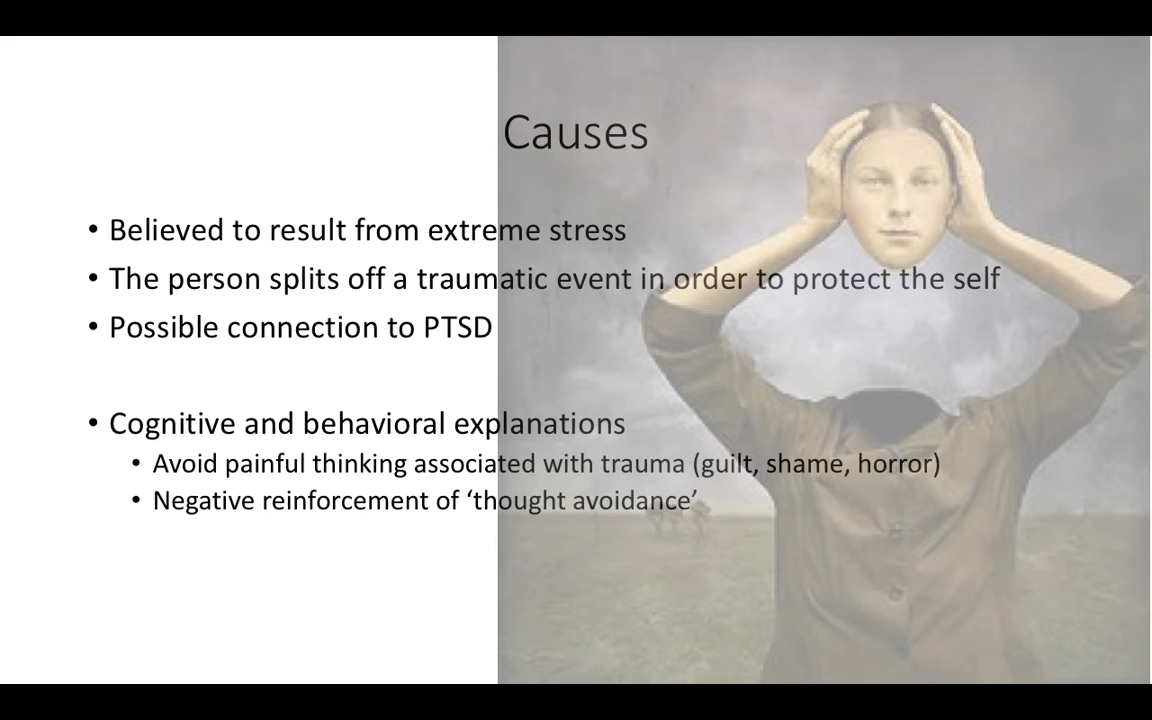 Causes
• Believed to result from extreme stress
• The person splits off a traumatic event in order to protect the self
• Possible connection to PTSD
• Cognitive and behavioral explanations
• Avoid painful thinking associated with trauma (guilt, shame, horror)
• Negative reinforcement of ‘thought avoidance’